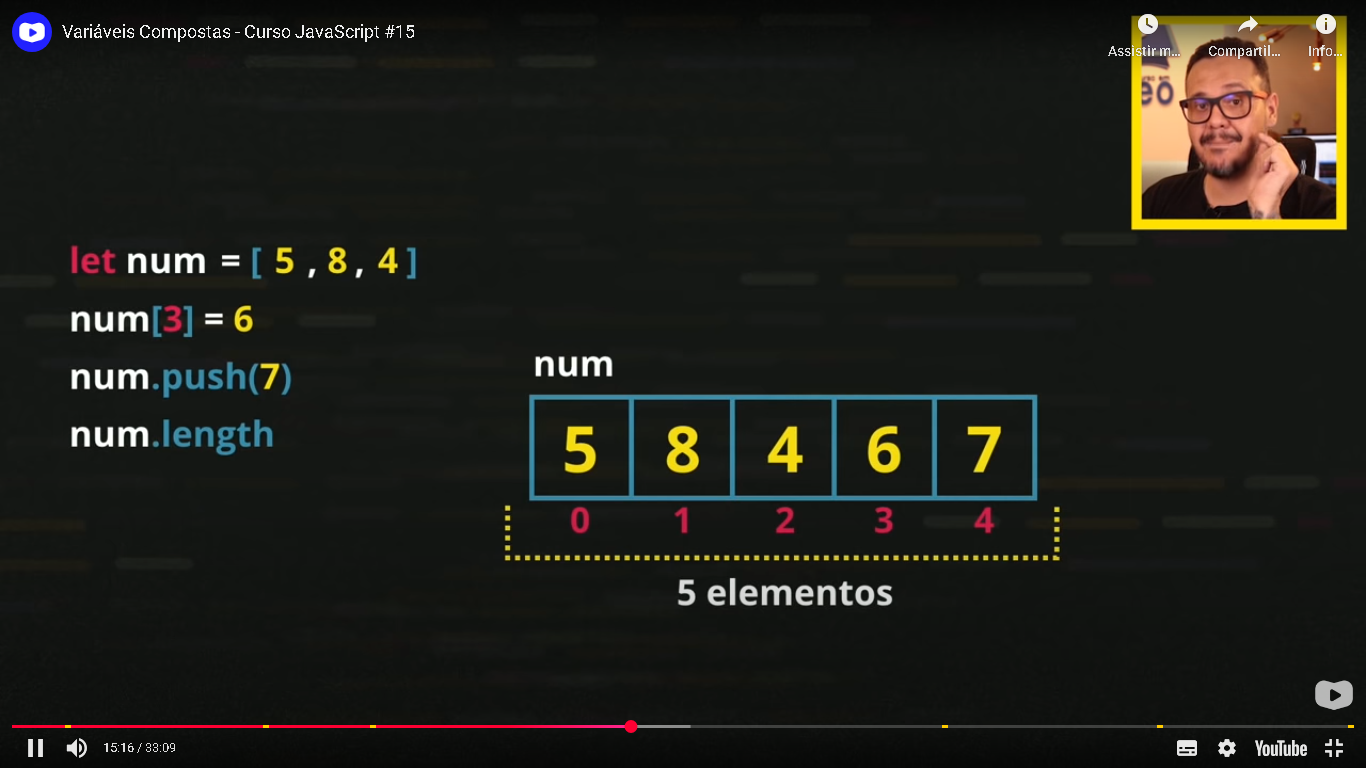 Variáveis Compostas - Curso JavaScript #15
Assistir m...
Compartil...
Info...
eo
let num = [ 5 , 8 , 4 ]
num[3] = 6
num.push(7)
num.length
num
5 8 4 6 7
0 1 2 3 4
5 elementos
15:16 / 33:09
YouTube